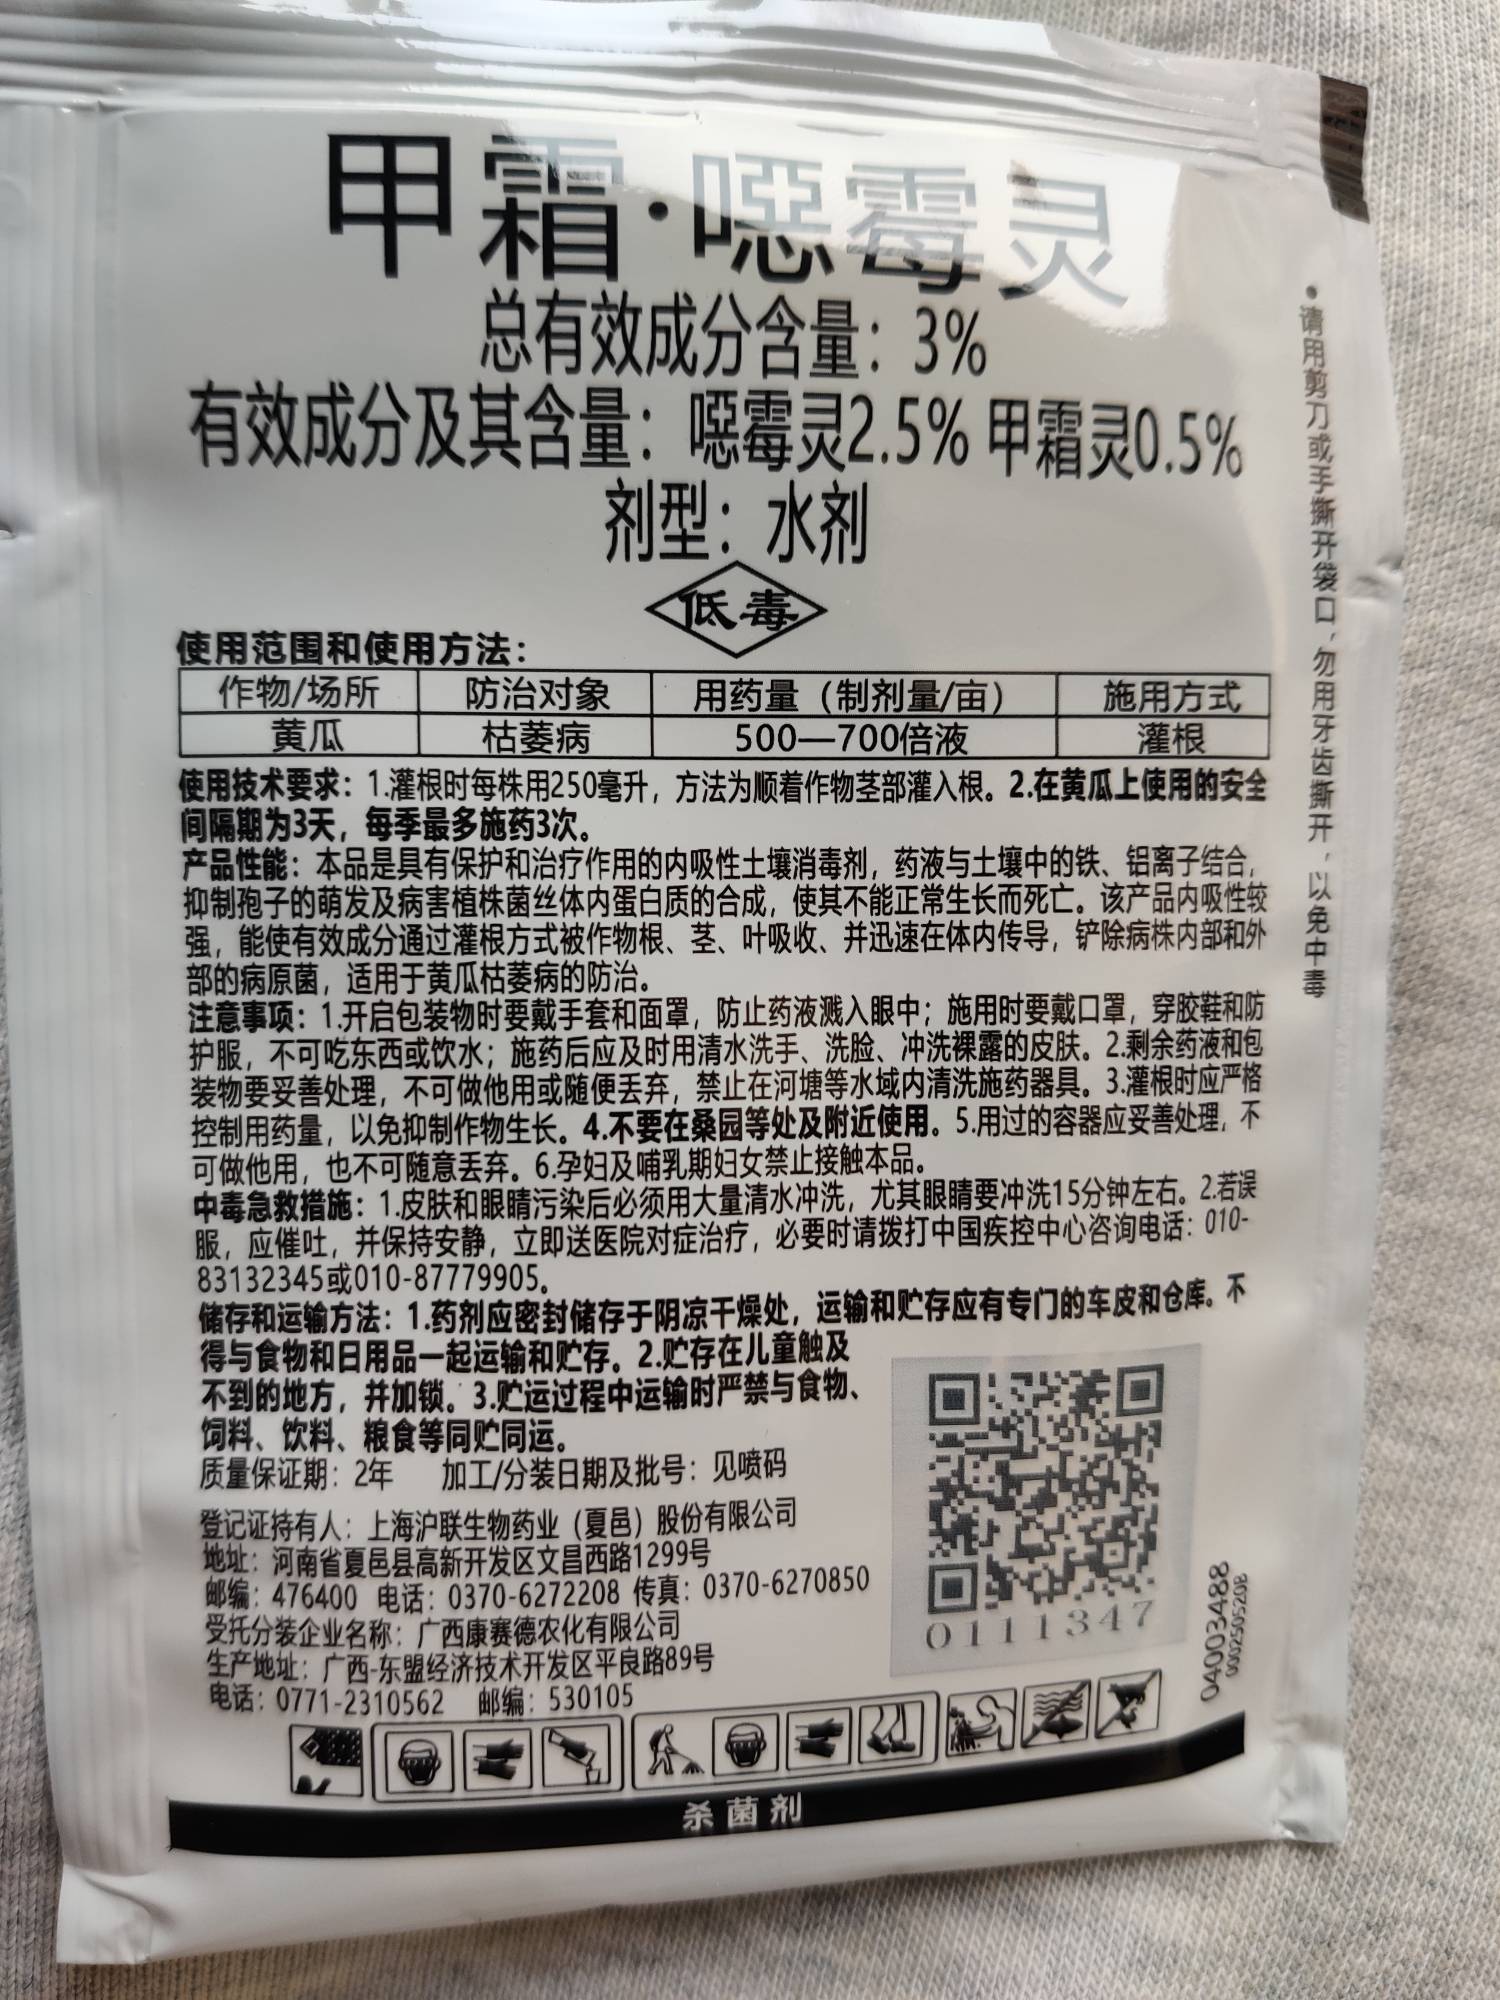 甲霜·噁霉灵
总有效成分含量：3%
有效成分及其含量：噁霉灵2.5% 甲霜灵0.5%
剂型：水剂
低毒
使用范围和使用方法：
作物/场所 防治对象 用药量（制剂量/亩） 施用方式
黄瓜 枯萎病 500—700倍液 灌根
使用技术要求：1.灌根时每株用250毫升，方法为顺着作物茎部灌入根。2.在黄瓜上使用的安全
间隔期为3天，每季最多施药3次。
产品性能：本品是具有保护和治疗作用的内吸性土壤消毒剂，药液与土壤中的铁、铝离子结合，
抑制孢子的萌发及病害植株菌丝体内蛋白质的合成，使其不能正常生长而死亡。该产品内吸性较
强，能使有效成分通过灌根方式被作物根、茎、叶吸收、并迅速在体内传导，铲除病株内部和外
部的病原菌，适用于黄瓜枯萎病的防治。
注意事项：1.开启包装物时要戴手套和面罩，防止药液溅入眼中；施用时要戴口罩，穿胶鞋和防
护服，不可吃东西或饮水；施药后应及时用清水洗手、洗脸、冲洗裸露的皮肤。2.剩余药液和包
装物要妥善处理，不可做他用或随便丢弃，禁止在河塘等水域内清洗施药器具。3.灌根时应严格
控制用药量，以免抑制作物生长。4.不要在桑园等处及附近使用。5.用过的容器应妥善处理，不
可做他用，也不可随意丢弃。6.孕妇及哺乳期妇女禁止接触本品。
中毒急救措施：1.皮肤和眼睛污染后必须用大量清水冲洗，尤其眼睛要冲洗15分钟左右。2.若误
服，应催吐，并保持安静，立即送医院对症治疗，必要时请拨打中国疾控中心咨询电话：010-
83132345或010-87779905。
储存和运输方法：1.药剂应密封储存于阴凉干燥处，运输和贮存应有专门的车皮和仓库。不
得与食物和日用品一起运输和贮存。2.贮存在儿童触及
不到的地方，并加锁。3.贮运过程中运输时严禁与食物、
饲料、饮料、粮食等同贮同运。
质量保证期：2年 加工/分装日期及批号：见喷码
登记证持有人：上海沪联生物药业（夏邑）股份有限公司
地址：河南省夏邑县高新开发区文昌西路1299号
邮编：476400 电话：0370-6272208 传真：0370-6270850
受托分装企业名称：广西康赛德农化有限公司
生产地址：广西-东盟经济技术开发区平良路89号
电话：0771-2310562 邮编：530105
0111347
04003488
000250520B
杀菌剂
●请用剪刀或手撕开袋口，勿用牙齿撕开，以免中毒